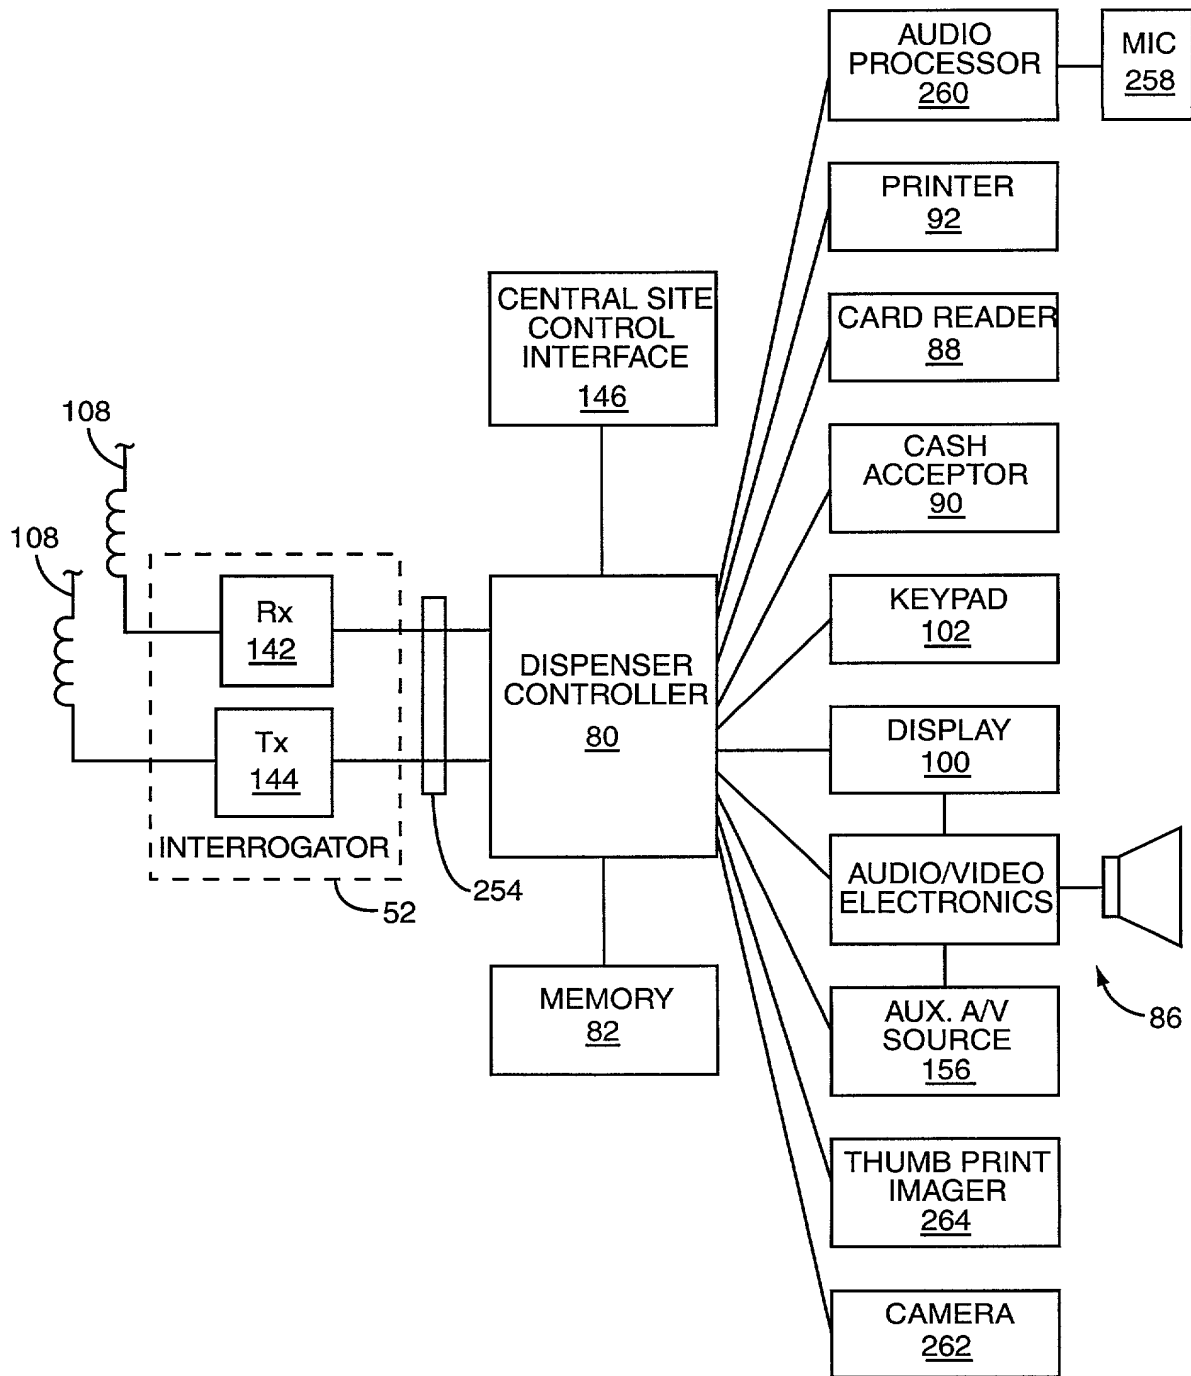 AUDIO
PROCESSOR
260
MIC
258
PRINTER
92
CENTRAL SITE
CONTROL
INTERFACE
146
CARD READER
88
108
CASH
ACCEPTOR
90
108
Rx
142
KEYPAD
102
DISPENSER
CONTROLLER
80
Tx
144
DISPLAY
100
INTERROGATOR
254
52
AUDIO/VIDEO
ELECTRONICS
MEMORY
82
AUX. A/V
SOURCE
156
86
THUMB PRINT
IMAGER
264
CAMERA
262